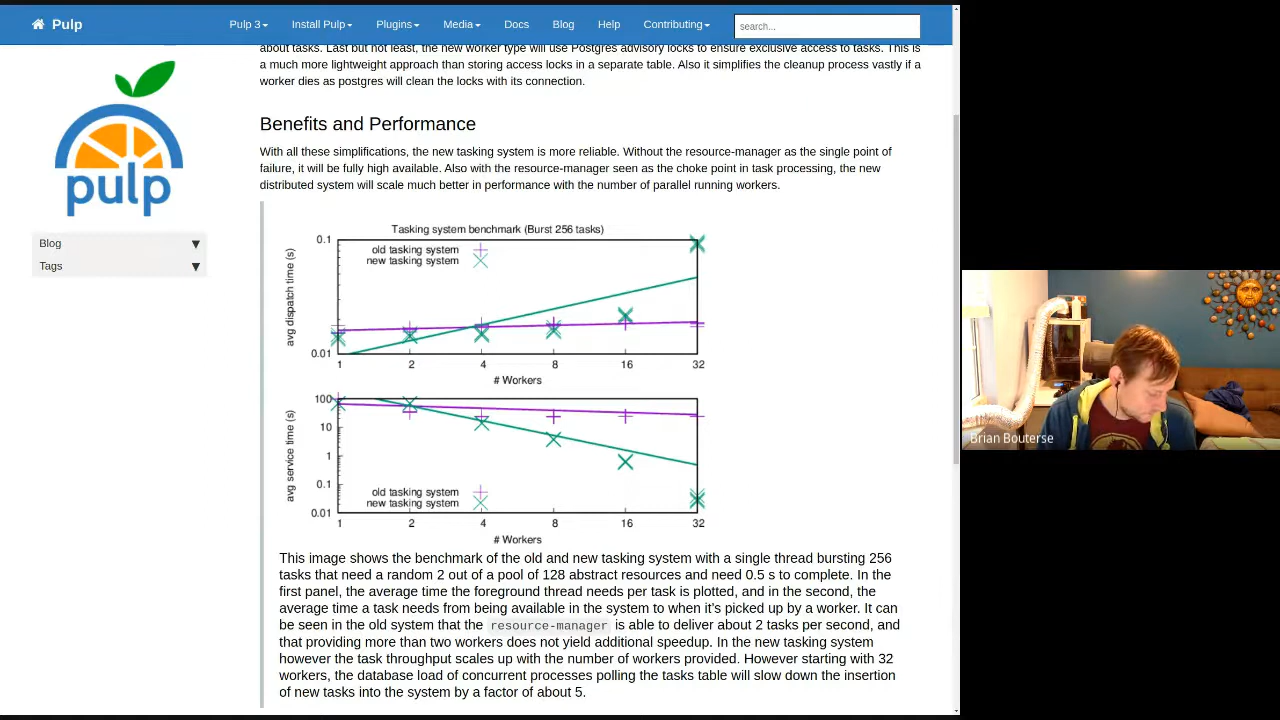 Pulp
Pulp 3
Install Pulp
Plugins
Media
Docs
Blog
Help
Contributing
search...
about tasks. Last but not least, the new worker type will use Postgres advisory locks to ensure exclusive access to tasks. This is
a much more lightweight approach than storing access locks in a separate table. Also it simplifies the cleanup process vastly if a
worker dies as postgres will clean the locks with its connection.
pulp
Blog
Tags
Benefits and Performance
With all these simplifications, the new tasking system is more reliable. Without the resource-manager as the single point of
failure, it will be fully high available. Also with the resource-manager seen as the choke point in task processing, the new
distributed system will scale much better in performance with the number of parallel running workers.
Tasking system benchmark (Burst 256 tasks)
0.1
old tasking system
new tasking system
avg dispatch time (s)
0.01
1 2 4 8 16 32
# Workers
100
10
1
0.1
0.01
avg service time (s)
old tasking system
new tasking system
1 2 4 8 16 32
# Workers
This image shows the benchmark of the old and new tasking system with a single thread bursting 256
tasks that need a random 2 out of a pool of 128 abstract resources and need 0.5 s to complete. In the
first panel, the average time the foreground thread needs per task is plotted, and in the second, the
average time a task needs from being available in the system to when it's picked up by a worker. It can
be seen in the old system that the resource-manager is able to deliver about 2 tasks per second, and
that providing more than two workers does not yield additional speedup. In the new tasking system
however the task throughput scales up with the number of workers provided. However starting with 32
workers, the database load of concurrent processes polling the tasks table will slow down the insertion
of new tasks into the system by a factor of about 5.
Brian Bouterse